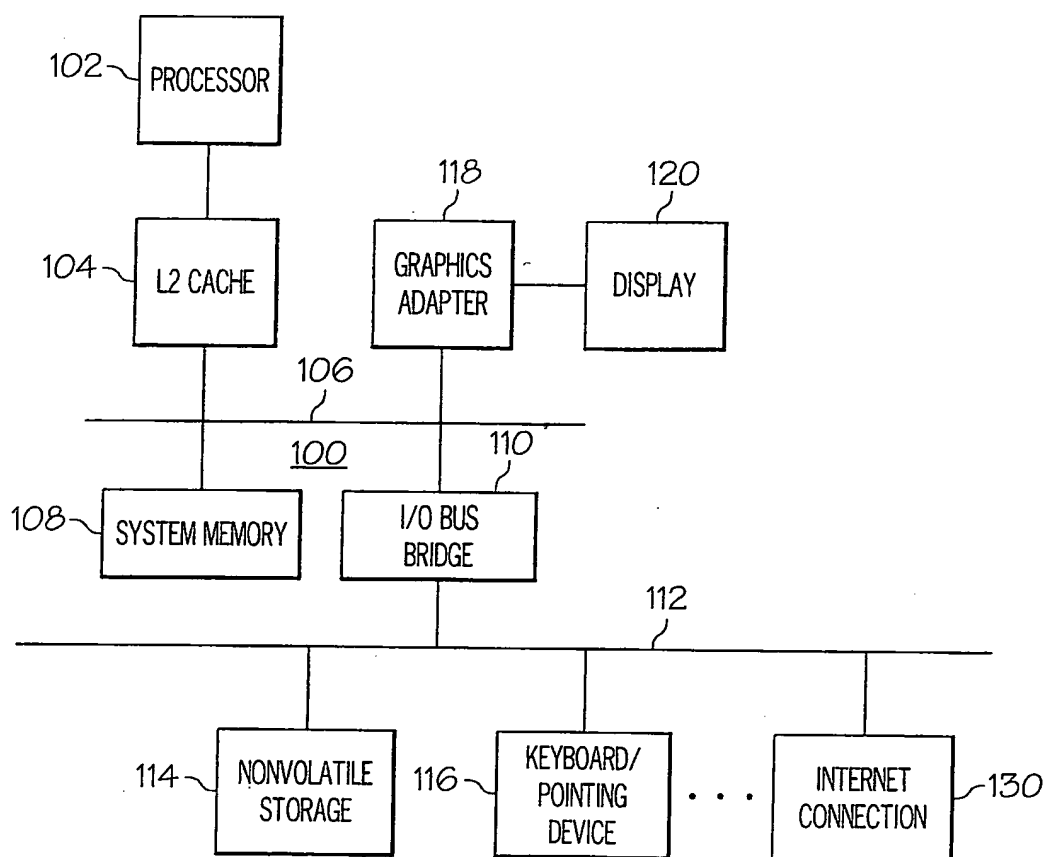 102
PROCESSOR
118
120
104
L2 CACHE
GRAPHICS
ADAPTER
DISPLAY
106
100
110
108
SYSTEM MEMORY
I/O BUS
BRIDGE
112
114
NONVOLATILE
STORAGE
116
KEYBOARD/
POINTING
DEVICE
. . .
INTERNET
CONNECTION
130